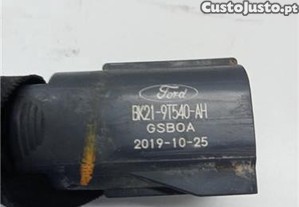 CustoJusto.pt
Ford
BK21-9T540-AH
GSBOA
2019-10-25